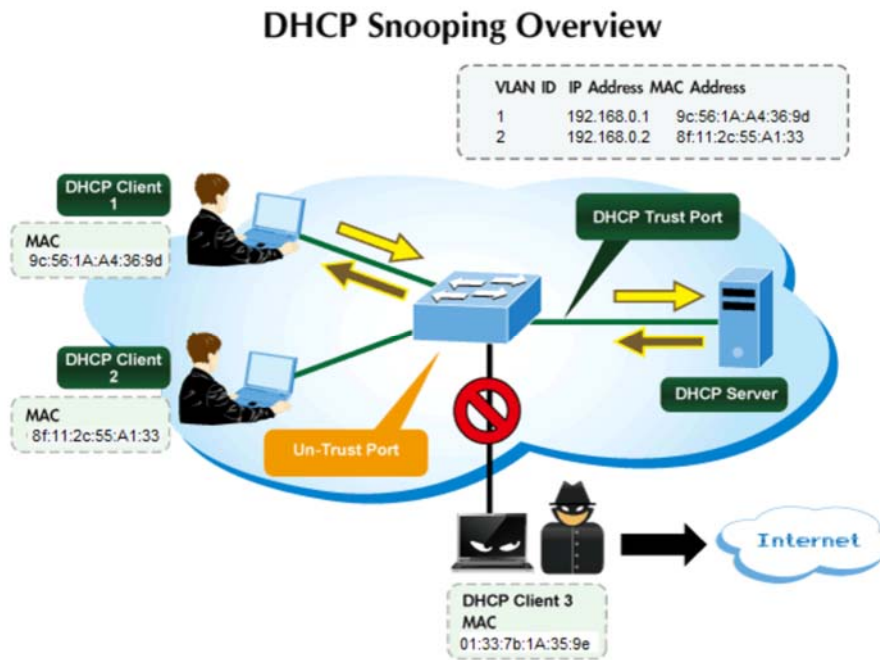 DHCP Snooping Overview
VLAN ID IP Address MAC Address
1 192.168.0.1 9c:56:1A:A4:36:9d
2 192.168.0.2 8f:11:2c:55:A1:33
DHCP Client
1
MAC
9c:56:1A:A4:36:9d
DHCP Trust Port
DHCP Client
2
MAC
8f:11:2c:55:A1:33
DHCP Server
Un-Trust Port
Internet
DHCP Client 3
MAC
01:33:7b:1A:35:9e